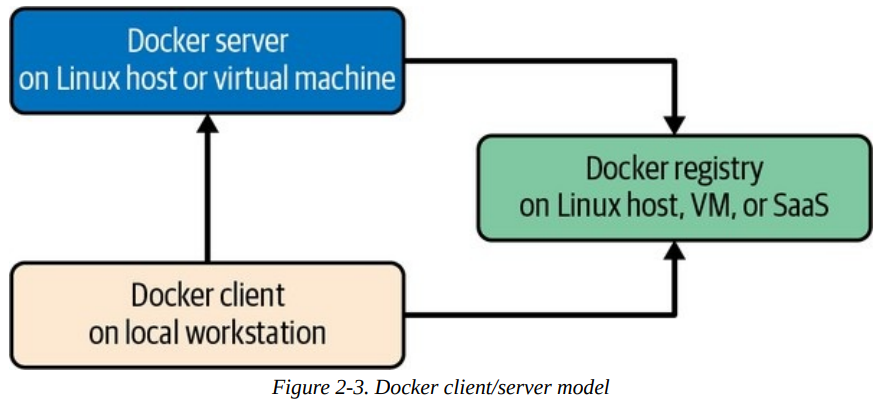 Docker server
on Linux host or virtual machine
Docker registry
on Linux host, VM, or SaaS
Docker client
on local workstation
Figure 2-3. Docker client/server model